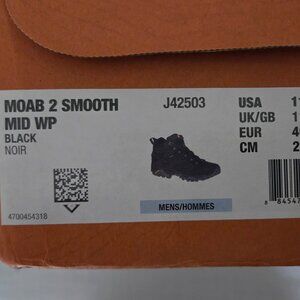 MOAB 2 SMOOTH
MID WP
BLACK
NOIR
J42503
USA
UK/GB
EUR
CM
4700454318
MENS/HOMMES